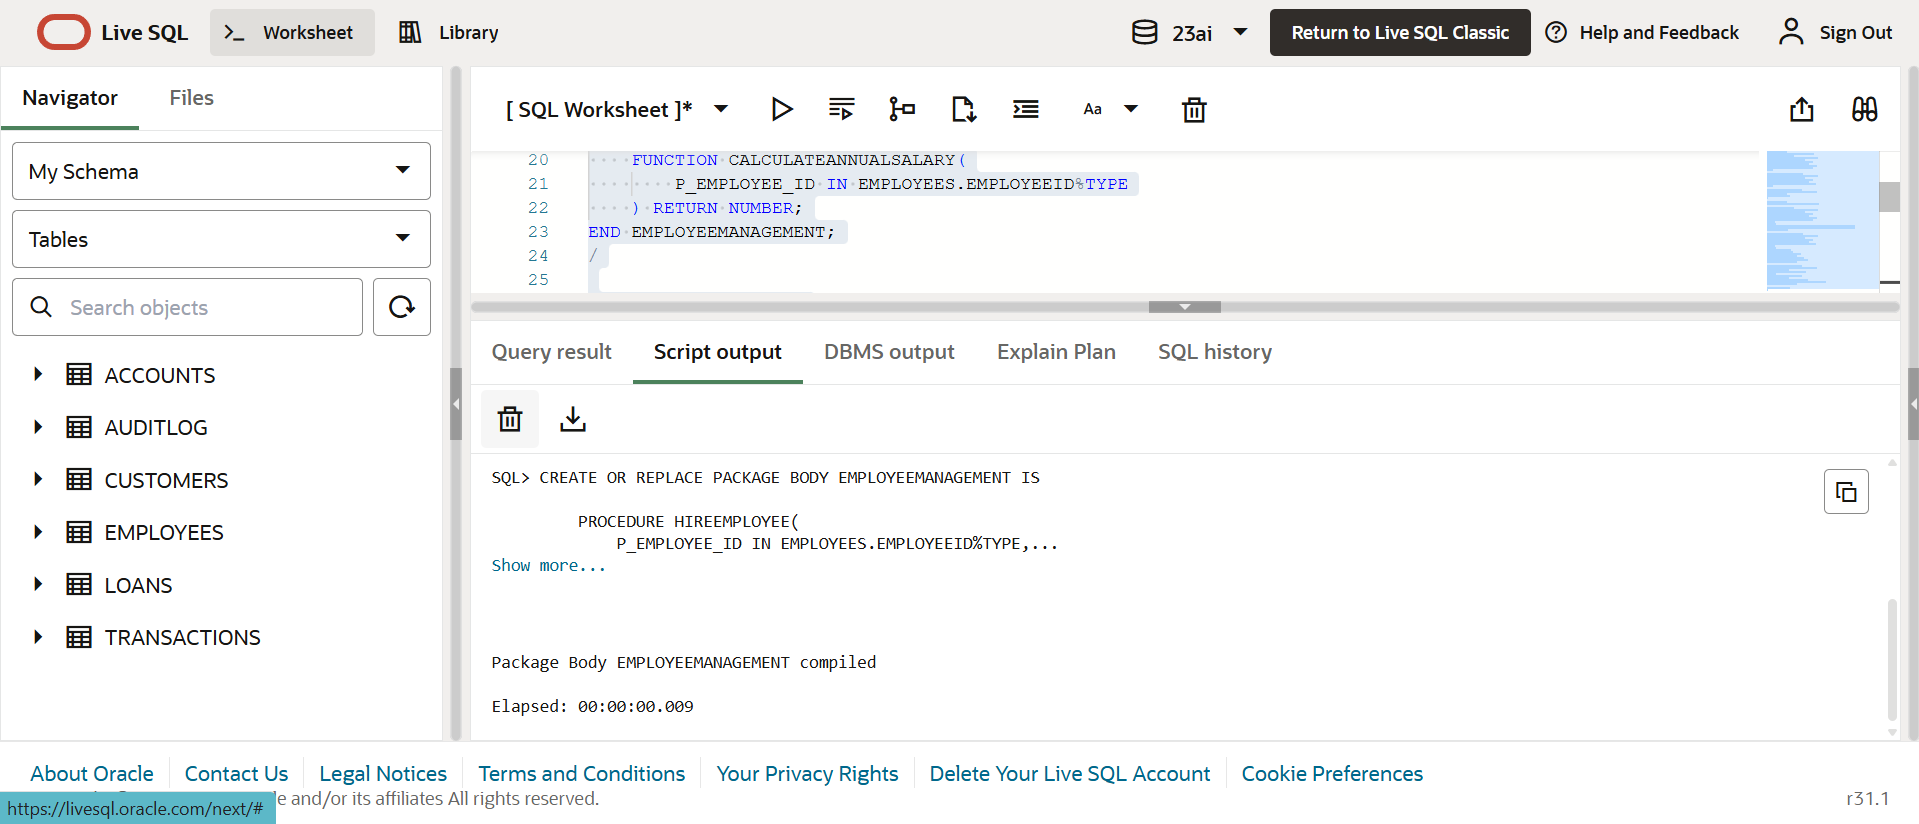 Live SQL
Worksheet
Library
23ai
Return to Live SQL Classic
Help and Feedback
Sign Out
Navigator
Files
My Schema
Tables
Search objects
ACCOUNTS
AUDITLOG
CUSTOMERS
EMPLOYEES
LOANS
TRANSACTIONS
[ SQL Worksheet ]*
Aa
20 FUNCTION CALCULATEANNUALSALARY(
21 P_EMPLOYEE_ID IN EMPLOYEES.EMPLOYEEID%TYPE
22 ) RETURN NUMBER;
23 END EMPLOYEEMANAGEMENT;
24 /
25
Query result
Script output
DBMS output
Explain Plan
SQL history
SQL> CREATE OR REPLACE PACKAGE BODY EMPLOYEEMANAGEMENT IS
PROCEDURE HIREEMPLOYEE(
P_EMPLOYEE_ID IN EMPLOYEES.EMPLOYEEID%TYPE,...
Show more...
Package Body EMPLOYEEMANAGEMENT compiled
Elapsed: 00:00:00.009
About Oracle
Contact Us
Legal Notices
Terms and Conditions
Your Privacy Rights
Delete Your Live SQL Account
Cookie Preferences
and/or its affiliates All rights reserved.
r31.1
https://livesql.oracle.com/next/#